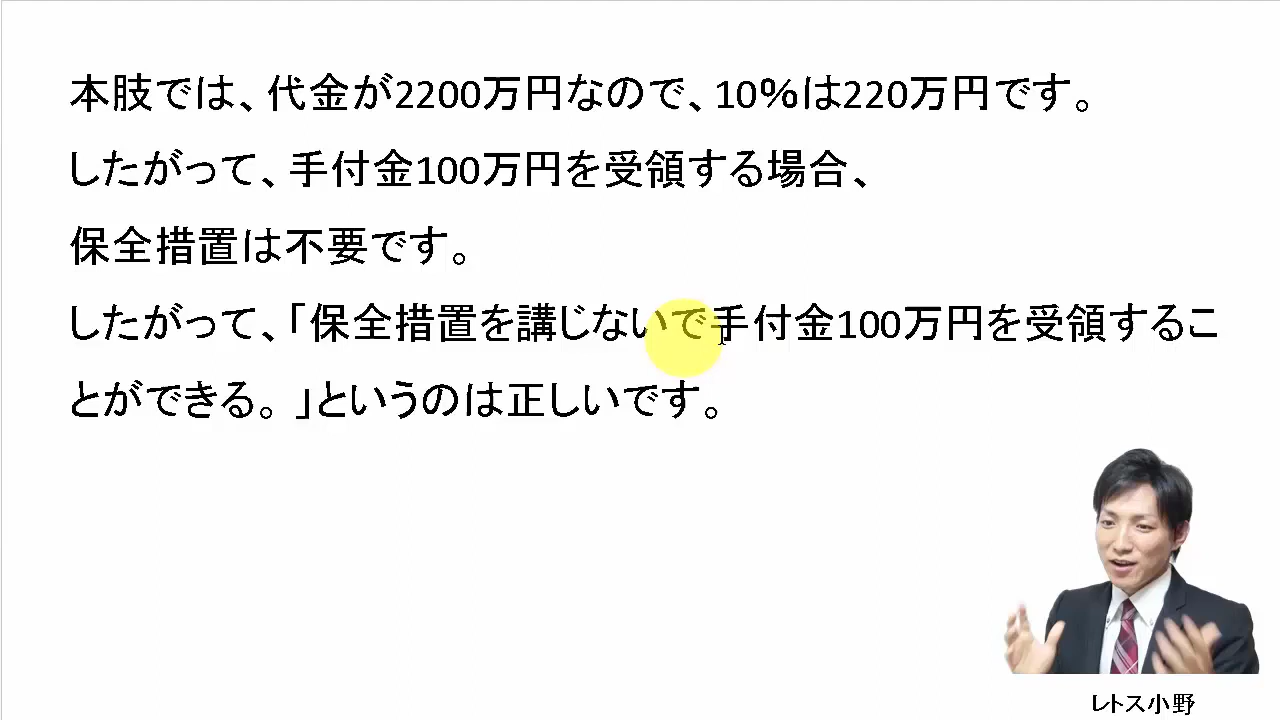 本肢では、代金が2200万円なので、10%は220万円です。
したがって、手付金100万円を受領する場合、
保全措置は不要です。
したがって、「保全措置を講じないで手付金100万円を受領するこ
とができる。」というのは正しいです。
レトス小野